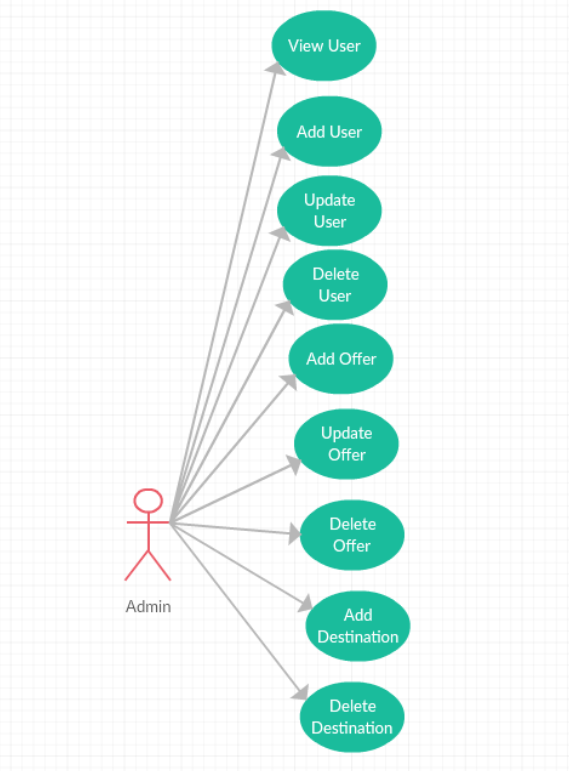 View User
Add User
Update
User
Delete
User
Add Offer
Update
Offer
Delete
Offer
Admin
Add
Destination
Delete
Destination